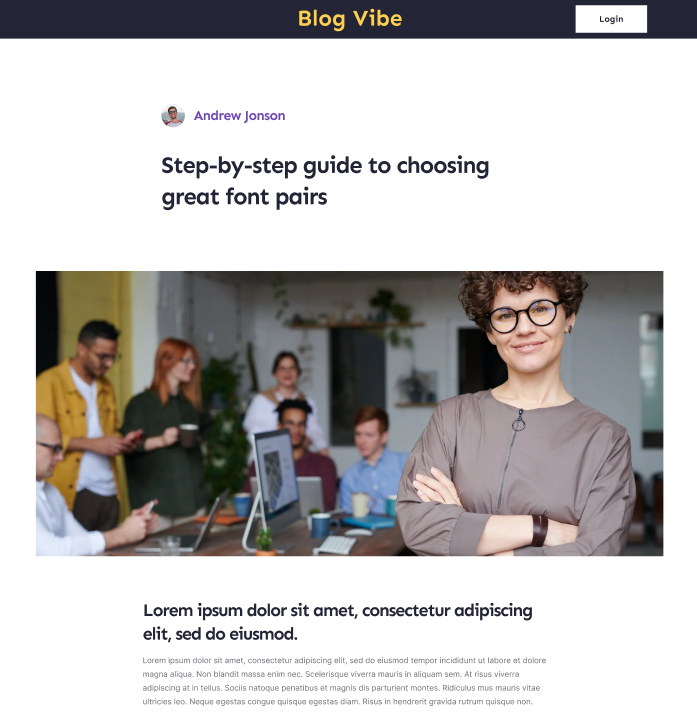 Blog Vibe
Login
Andrew Jonson
Step-by-step guide to choosing
great font pairs
Lorem ipsum dolor sit amet, consectetur adipiscing
elit, sed do eiusmod.
Lorem ipsum dolor sit amet, consectetur adipiscing elit, sed do eiusmod tempor incididunt ut labore et dolore
magna aliqua. Non blandit massa enim nec. Scelerisque viverra mauris in aliquam sem. At risus viverra
adipiscing at in tellus. Sociis natoque penatibus et magnis dis parturient montes. Ridiculus mus mauris vitae
ultricies leo. Neque egestas congue quisque egestas diam. Risus in hendrerit gravida rutrum quisque non.